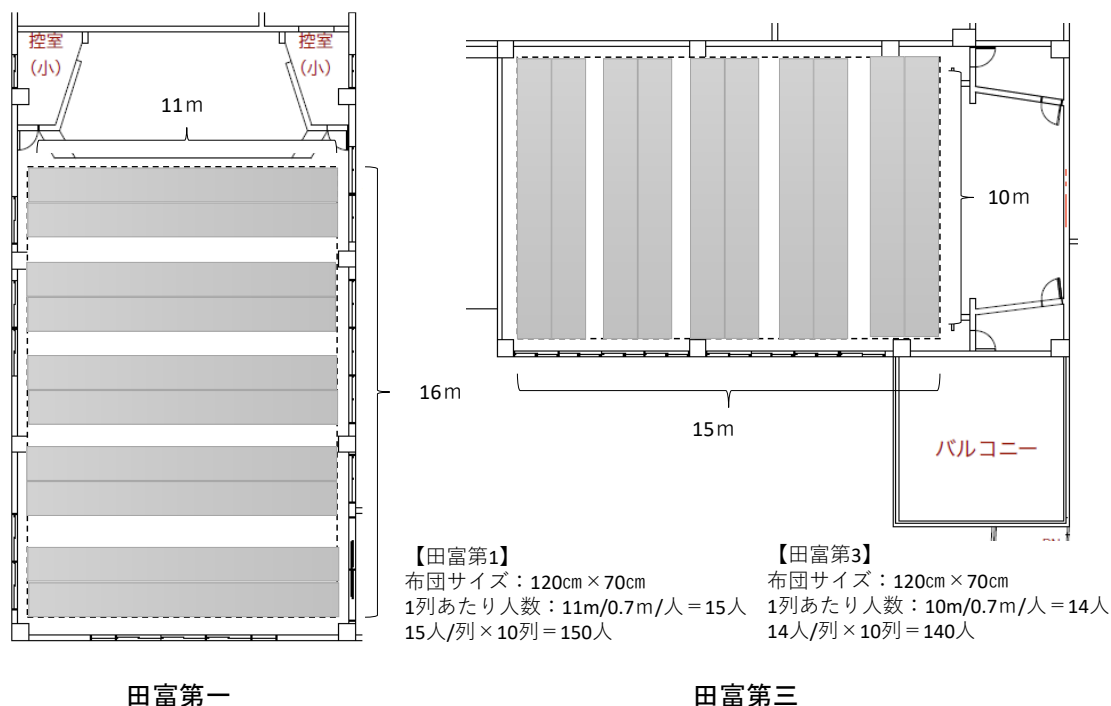 控室
(小)
控室
(小)
11ｍ
16ｍ
10ｍ
15ｍ
バルコニー
【田富第1】
布団サイズ：120㎝×70㎝
1列あたり人数：11m/0.7ｍ/人＝15人
15人/列×10列＝150人
【田富第3】
布団サイズ：120㎝×70㎝
1列あたり人数：10m/0.7ｍ/人＝14人
14人/列×10列＝140人
田富第一
田富第三